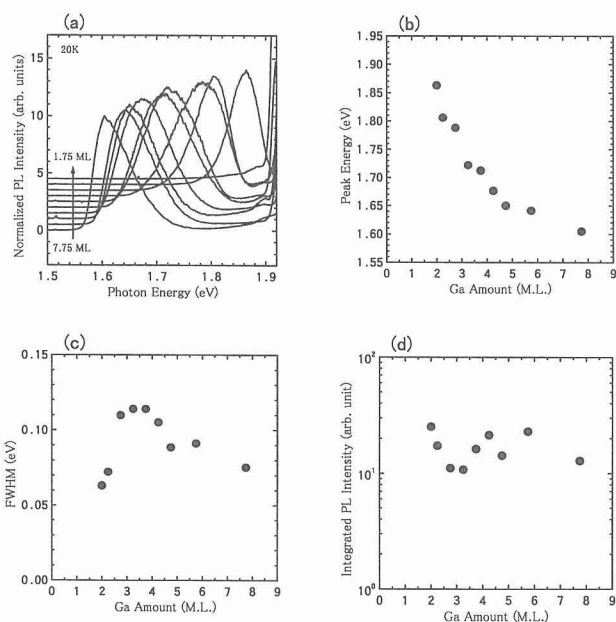 (a)
20K
1.75 ML
7.75 ML
Normalized PL Intensity (arb. units)
15
10
5
0
1.5 1.6 1.7 1.8 1.9
Photon Energy (eV)
(b)
Peak Energy (eV)
1.95
1.90
1.85
1.80
1.75
1.70
1.65
1.60
1.55
0 1 2 3 4 5 6 7 8 9
Ga Amount (M.L.)
(c)
FWHM (eV)
0.15
0.10
0.05
0.00
0 1 2 3 4 5 6 7 8 9
Ga Amount (M.L.)
(d)
Integrated PL Intensity (arb. unit)
10²
10¹
10⁰
0 1 2 3 4 5 6 7 8 9
Ga Amount (M.L.)